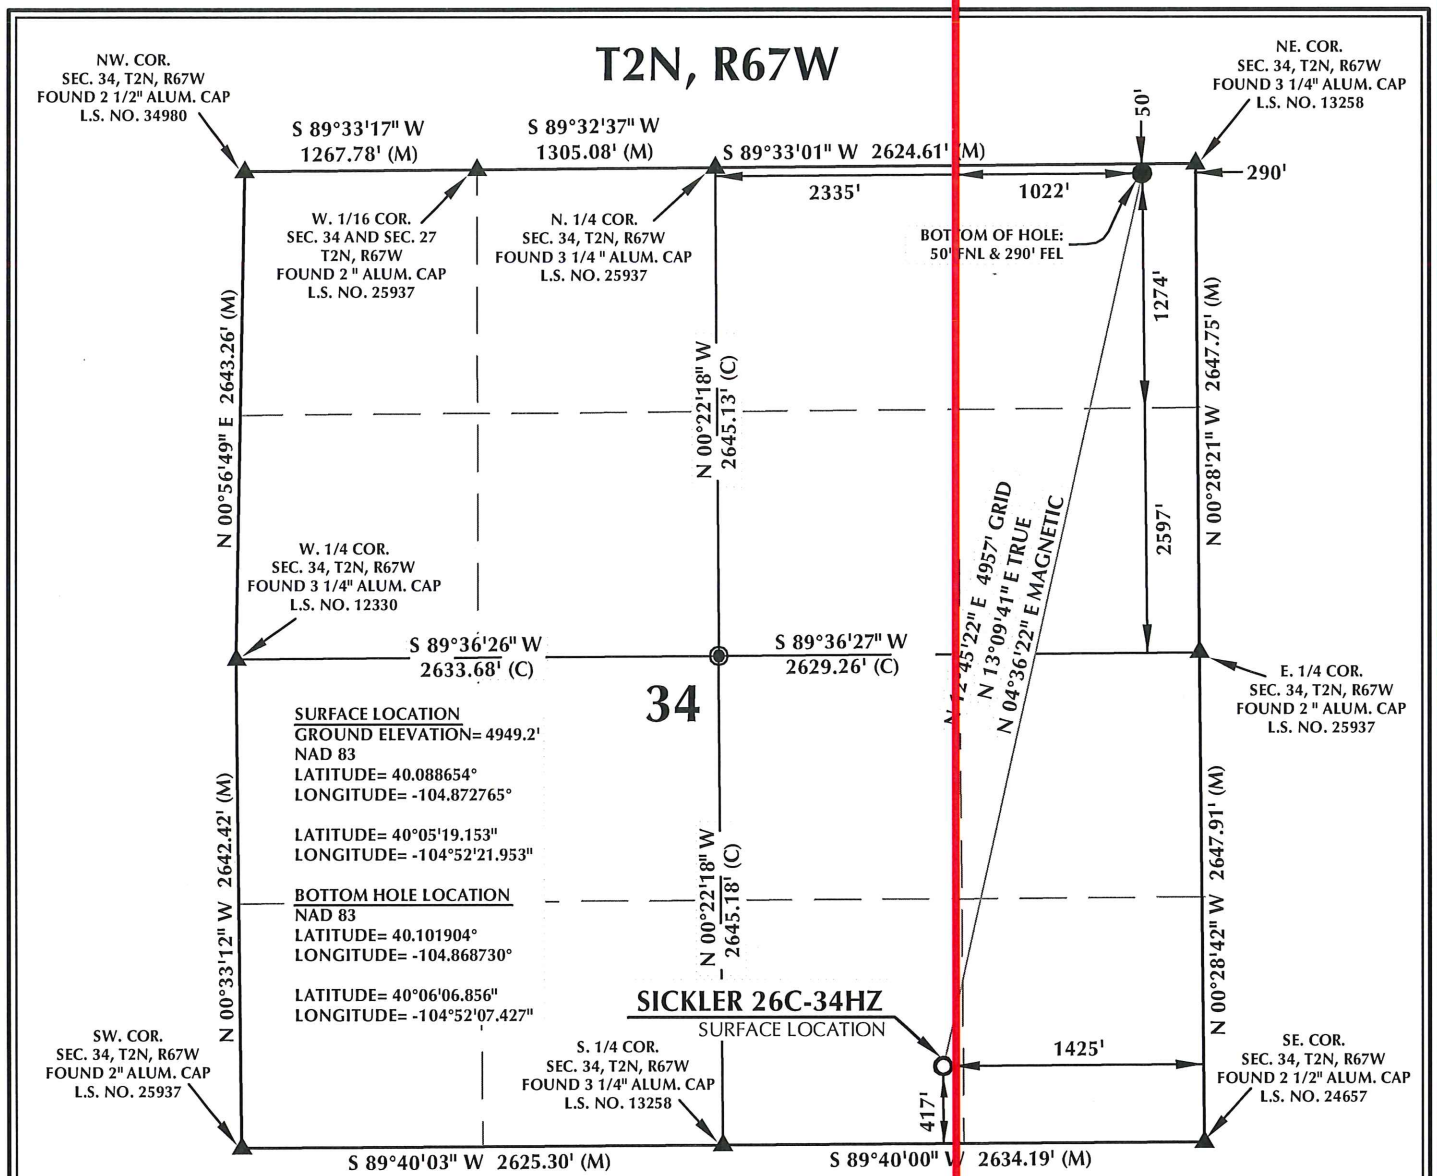 T2N, R67W
NW. COR.
SEC. 34, T2N, R67W
FOUND 2 1/2" ALUM. CAP
L.S. NO. 34980
NE. COR.
SEC. 34, T2N, R67W
FOUND 3 1/4" ALUM. CAP
L.S. NO. 13258
S 89°33'17" W
1267.78' (M)
S 89°32'37" W
1305.08' (M)
S 89°33'01" W 2624.61' (M)
50'
290'
2335'
1022'
W. 1/16 COR.
SEC. 34 AND SEC. 27
T2N, R67W
FOUND 2 " ALUM. CAP
L.S. NO. 25937
N. 1/4 COR.
SEC. 34, T2N, R67W
FOUND 3 1/4 " ALUM. CAP
L.S. NO. 25937
BOTTOM OF HOLE:
50' FNL & 290' FEL
1274'
N 00°56'49" E 2643.26' (M)
N 00°22'18" W
2645.13' (C)
N 00°28'21" W 2647.75' (M)
2597'
N 12°45'22" E 4957' GRID
N 13°09'41" E TRUE
N 04°36'22" E MAGNETIC
W. 1/4 COR.
SEC. 34, T2N, R67W
FOUND 3 1/4" ALUM. CAP
L.S. NO. 12330
S 89°36'26" W
2633.68' (C)
S 89°36'27" W
2629.26' (C)
E. 1/4 COR.
SEC. 34, T2N, R67W
FOUND 2 " ALUM. CAP
L.S. NO. 25937
34
SURFACE LOCATION
GROUND ELEVATION= 4949.2'
NAD 83
LATITUDE= 40.088654°
LONGITUDE= -104.872765°
LATITUDE= 40°05'19.153"
LONGITUDE= -104°52'21.953"
BOTTOM HOLE LOCATION
NAD 83
LATITUDE= 40.101904°
LONGITUDE= -104.868730°
LATITUDE= 40°06'06.856"
LONGITUDE= -104°52'07.427"
N 00°33'12" W 2642.42' (M)
N 00°22'18" W
2645.18' (C)
N 00°28'42" W 2647.91' (M)
SICKLER 26C-34HZ
SURFACE LOCATION
1425'
417'
SW. COR.
SEC. 34, T2N, R67W
FOUND 2" ALUM. CAP
L.S. NO. 25937
S. 1/4 COR.
SEC. 34, T2N, R67W
FOUND 3 1/4" ALUM. CAP
L.S. NO. 13258
SE. COR.
SEC. 34, T2N, R67W
FOUND 2 1/2" ALUM. CAP
L.S. NO. 24657
S 89°40'03" W 2625.30' (M)
S 89°40'00" W 2634.19' (M)